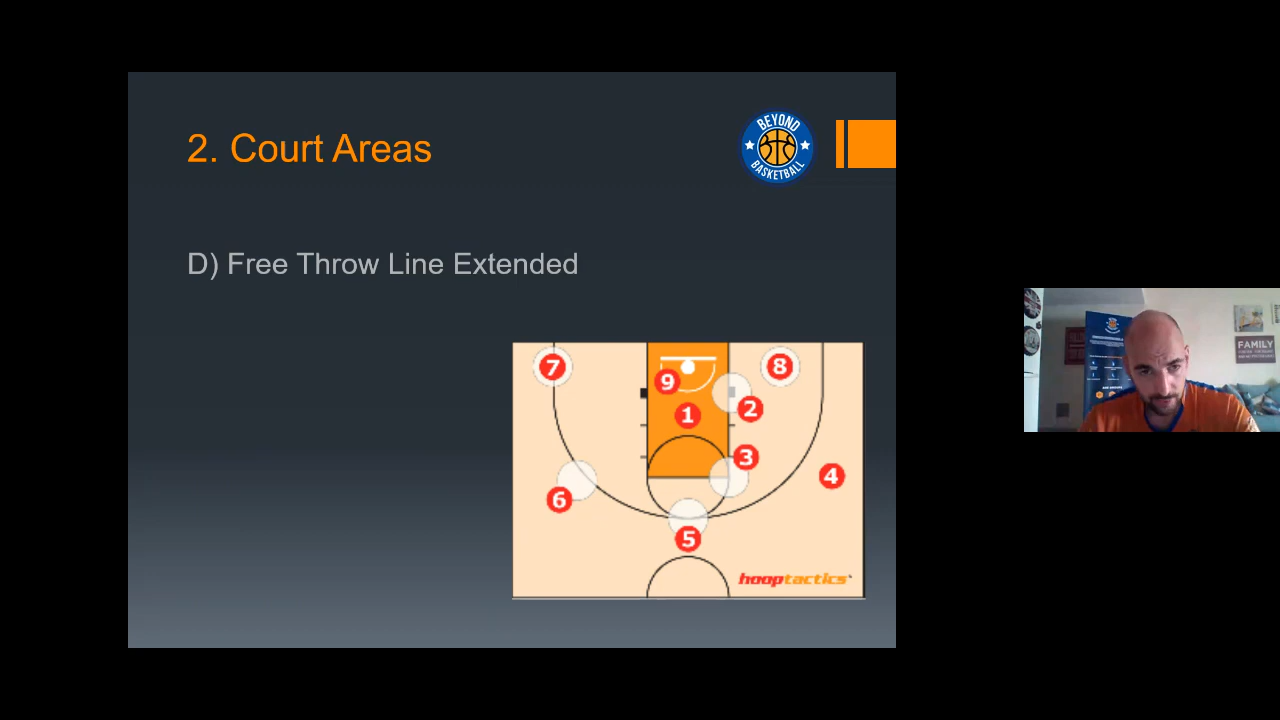 2. Court Areas
BEYOND
BASKETBALL
D) Free Throw Line Extended
7
8
9
1
2
3
4
6
5
hooptactics
FAMILY